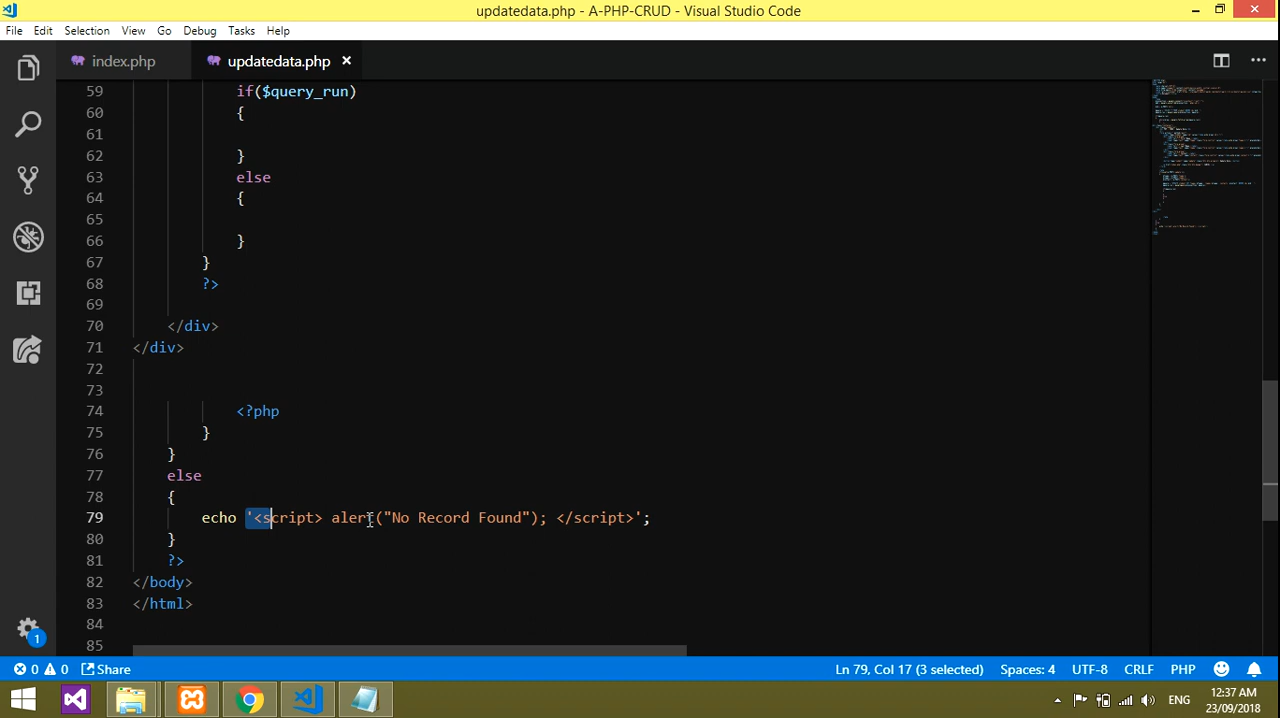 updatedata.php - A-PHP-CRUD - Visual Studio Code
File Edit Selection View Go Debug Tasks Help
index.php updatedata.php
59 if($query_run)
60 {
61
62 }
63 else
64 {
65
66 }
67 }
68 ?>
69
70 </div>
71 </div>
72
73
74 <?php
75 }
76 }
77 else
78 {
79 echo '<script> alert("No Record Found"); </script>';
80 }
81 ?>
82 </body>
83 </html>
84
85
0 0 Share Ln 79, Col 17 (3 selected) Spaces: 4 UTF-8 CRLF PHP
1
ENG
12:37 AM
23/09/2018